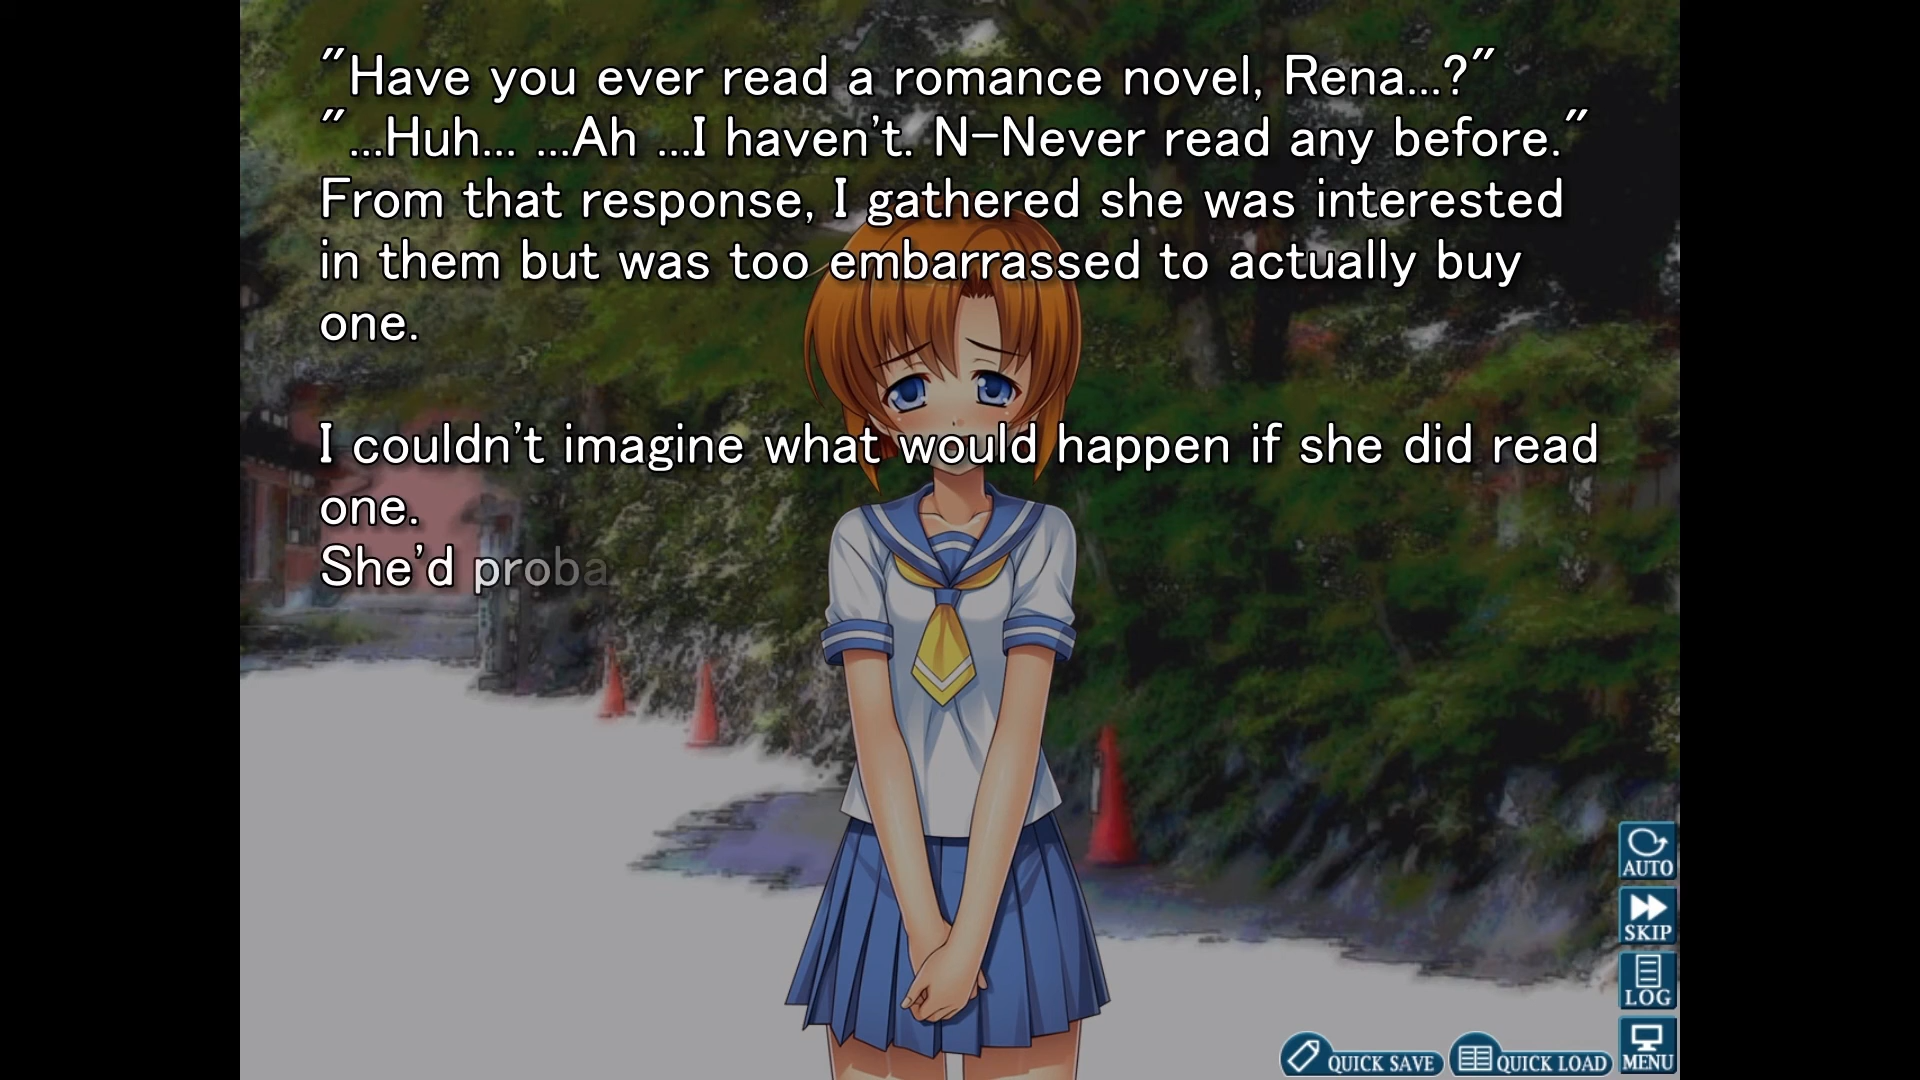 "Have you ever read a romance novel, Rena...?"
"...Huh... ...Ah ...I haven't. N-Never read any before."
From that response, I gathered she was interested
in them but was too embarrassed to actually buy
one.
I couldn't imagine what would happen if she did read
one.
She'd proba
AUTO
SKIP
LOG
MENU
QUICK SAVE
QUICK LOAD